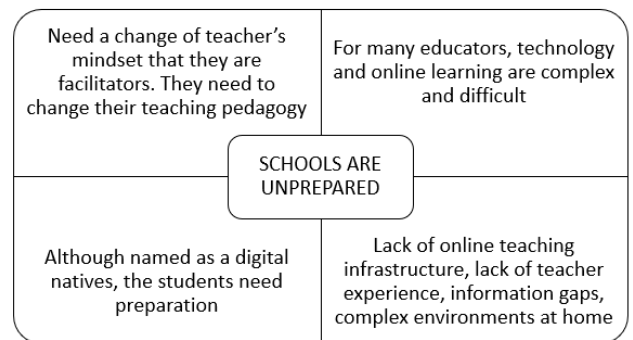 Need a change of teacher's
mindset that they are
facilitators. They need to
change their teaching pedagogy
For many educators, technology
and online learning are complex
and difficult
SCHOOLS ARE
UNPREPARED
Although named as a digital
natives, the students need
preparation
Lack of online teaching
infrastructure, lack of teacher
experience, information gaps,
complex environments at home